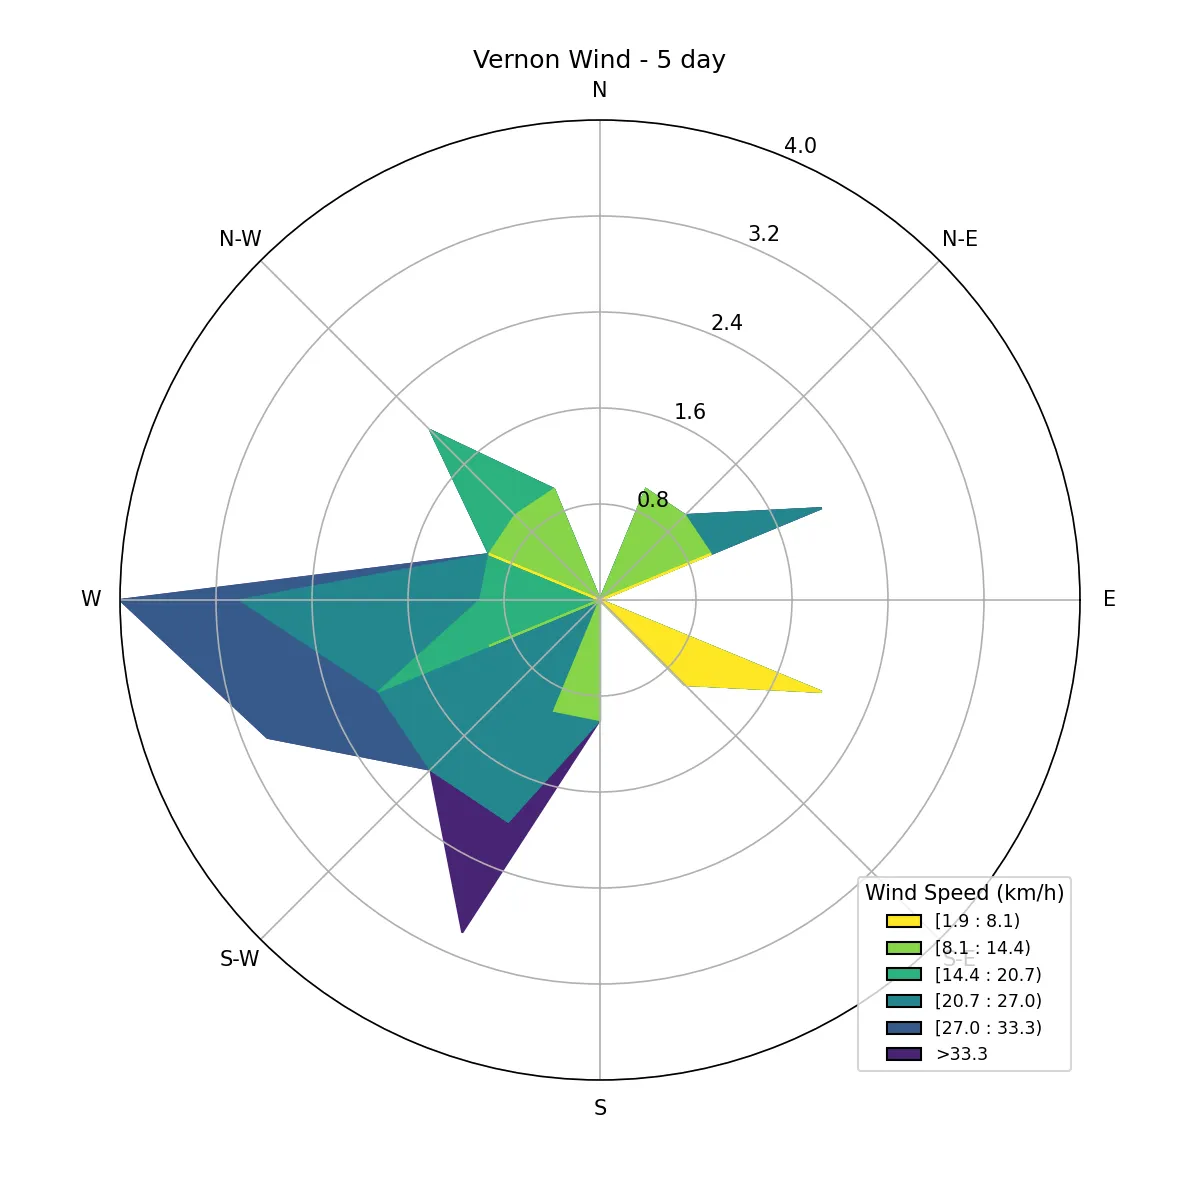 Vernon Wind - 5 day
N
4.0
N-W
3.2
N-E
2.4
1.6
0.8
W
E
S-W
S-E
S
Wind Speed (km/h)
[1.9 : 8.1)
[8.1 : 14.4)
[14.4 : 20.7)
[20.7 : 27.0)
[27.0 : 33.3)
>33.3